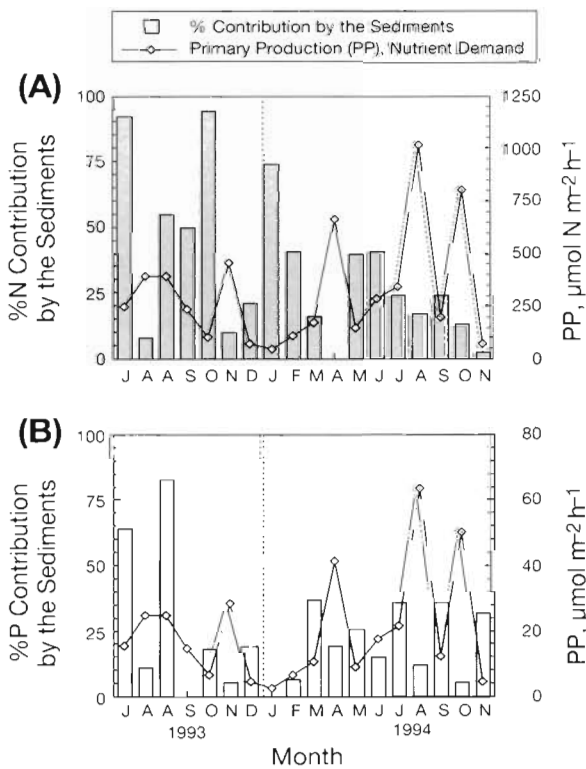 % Contribution by the Sediments
Primary Production (PP), Nutrient Demand
(A)
%N Contribution
by the Sediments
100
75
50
25
0
1250
1000
750
500
250
0
PP, μmol N m⁻² h⁻¹
J A A S O N D J F M A M J J A S O N
(B)
%P Contribution
by the Sediments
100
75
50
25
0
80
60
40
20
0
PP, μmol m⁻² h⁻¹
J A A S O N D J F M A M J J A S O N
1993 1994
Month